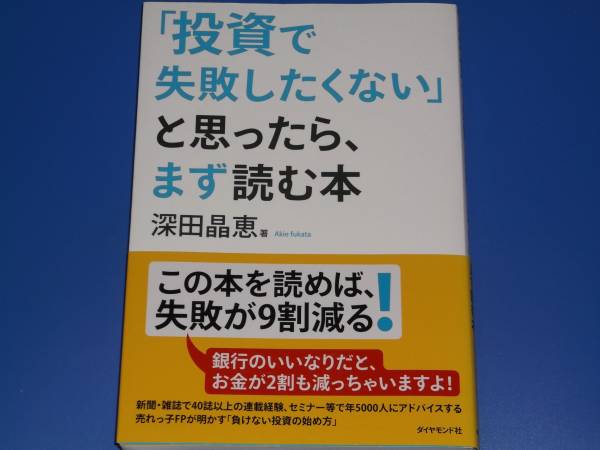 「投資で
失敗したくない」
と思ったら、
まず読む本
深田晶恵著 Akie fukata
この本を読めば、
失敗が9割減る!
銀行のいいなりだと、
お金が2割も減っちゃいますよ!
新聞・雑誌で40誌以上の連載経験、セミナー等で年5000人にアドバイスする
売れっ子FPが明かす「負けない投資の始め方」
ダイヤモンド社